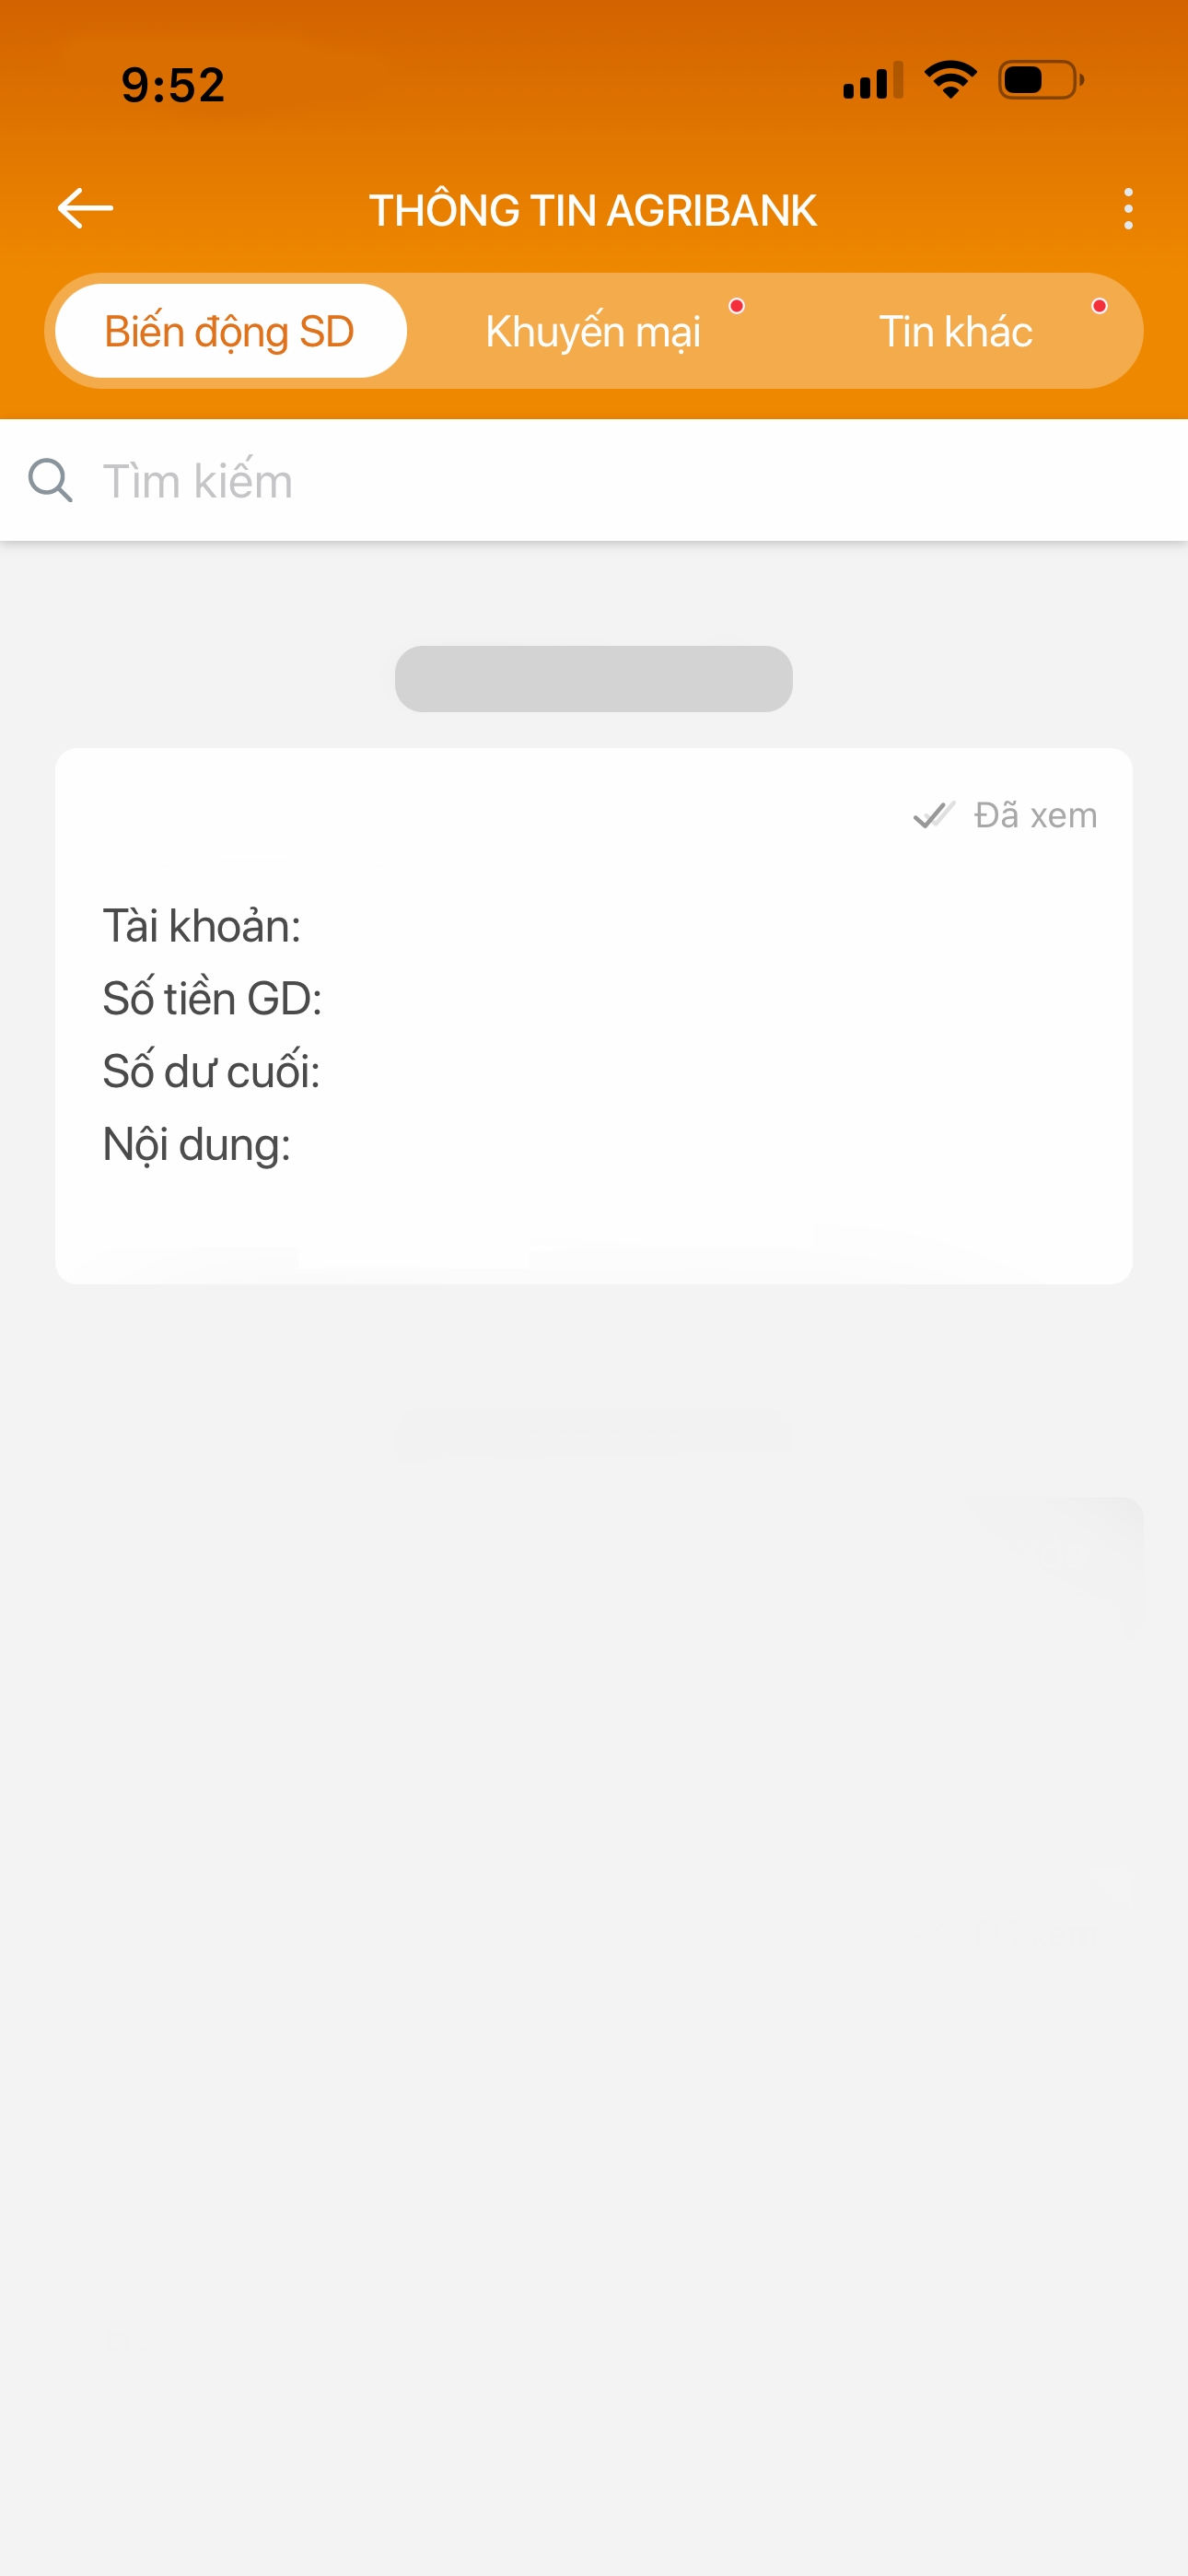 9:52
THÔNG TIN AGRIBANK
Biến động SD
Khuyến mại
Tin khác
Tìm kiếm
Đã xem
Tài khoản:
Số tiền GD:
Số dư cuối:
Nội dung: